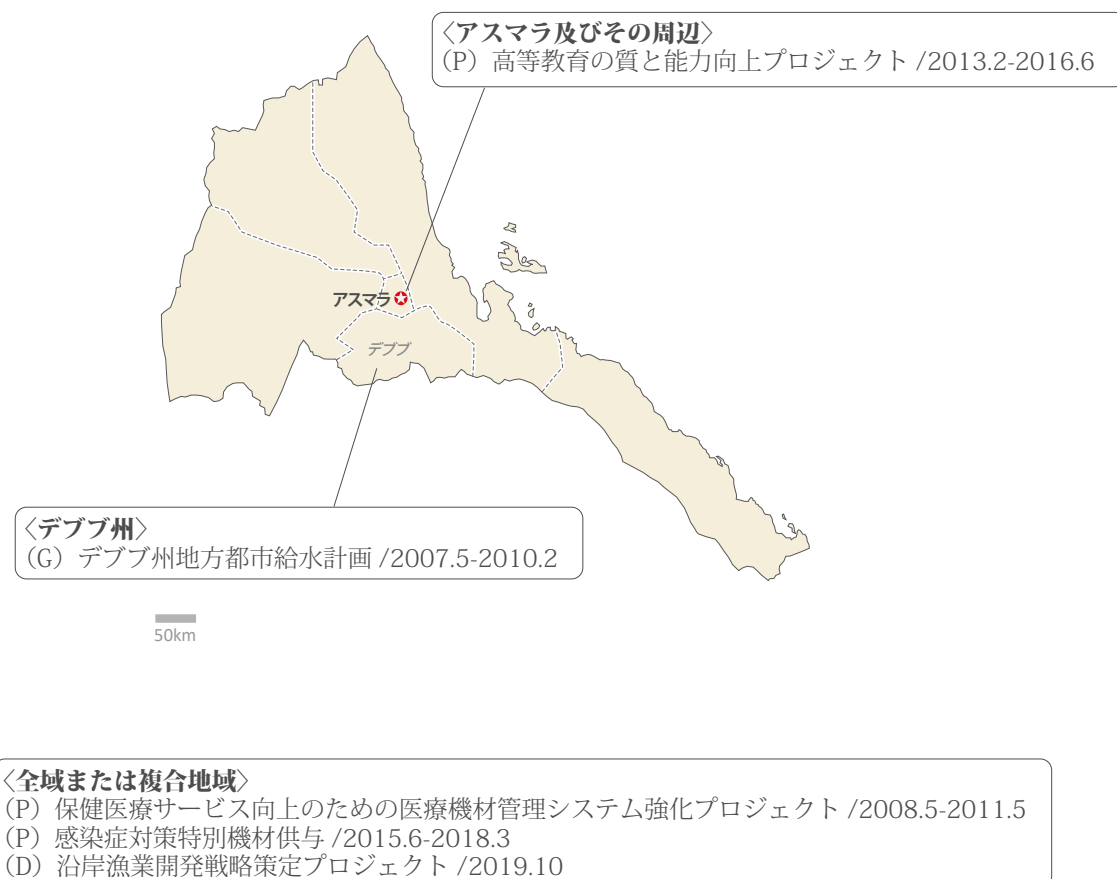 〈アスマラ及びその周辺〉
(P) 高等教育の質と能力向上プロジェクト /2013.2-2016.6
アスマラ
デブブ
〈デブブ州〉
(G) デブブ州地方都市給水計画 /2007.5-2010.2
50km
〈全域または複合地域〉
(P) 保健医療サービス向上のための医療機材管理システム強化プロジェクト /2008.5-2011.5
(P) 感染症対策特別機材供与 /2015.6-2018.3
(D) 沿岸漁業開発戦略策定プロジェクト /2019.10